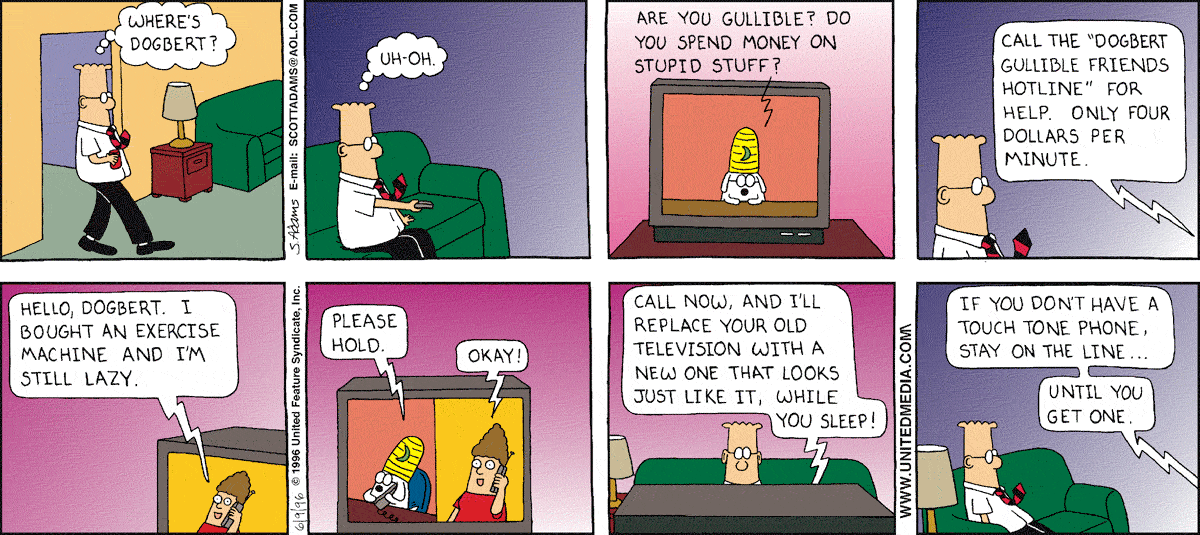 WHERE'S
DOGBERT?
UH-OH.
S.Adams E-mail: SCOTTADAMS@AOL.COM
ARE YOU GULLIBLE? DO
YOU SPEND MONEY ON
STUPID STUFF?
CALL THE "DOGBERT
GULLIBLE FRIENDS
HOTLINE" FOR
HELP. ONLY FOUR
DOLLARS PER
MINUTE.
HELLO, DOGBERT. I
BOUGHT AN EXERCISE
MACHINE AND I'M
STILL LAZY.
6/9/96 © 1996 United Feature Syndicate, Inc.
PLEASE
HOLD.
OKAY!
CALL NOW, AND I'LL
REPLACE YOUR OLD
TELEVISION WITH A
NEW ONE THAT LOOKS
JUST LIKE IT, WHILE
YOU SLEEP!
WWW.UNITEDMEDIA.COM
IF YOU DON'T HAVE A
TOUCH TONE PHONE,
STAY ON THE LINE...
UNTIL YOU
GET ONE.